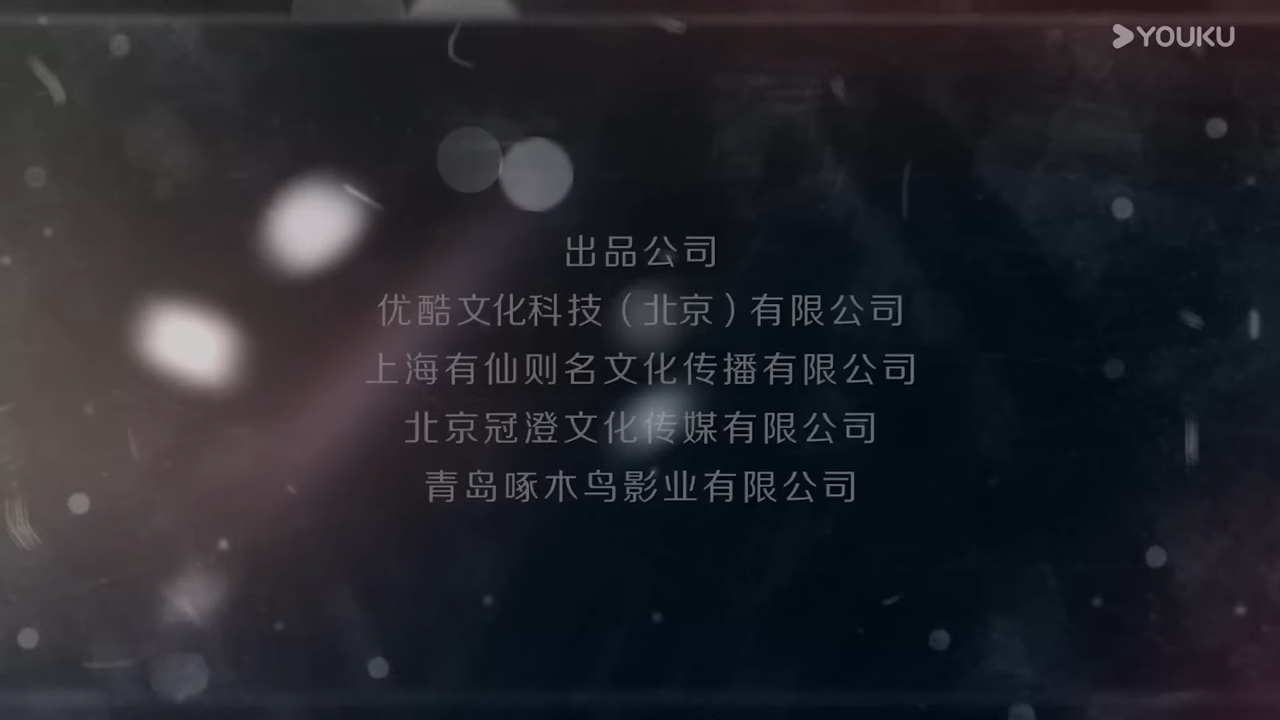 YOUKU
出品公司
优酷文化科技（北京）有限公司
上海有仙则名文化传播有限公司
北京冠澄文化传媒有限公司
青岛啄木鸟影业有限公司